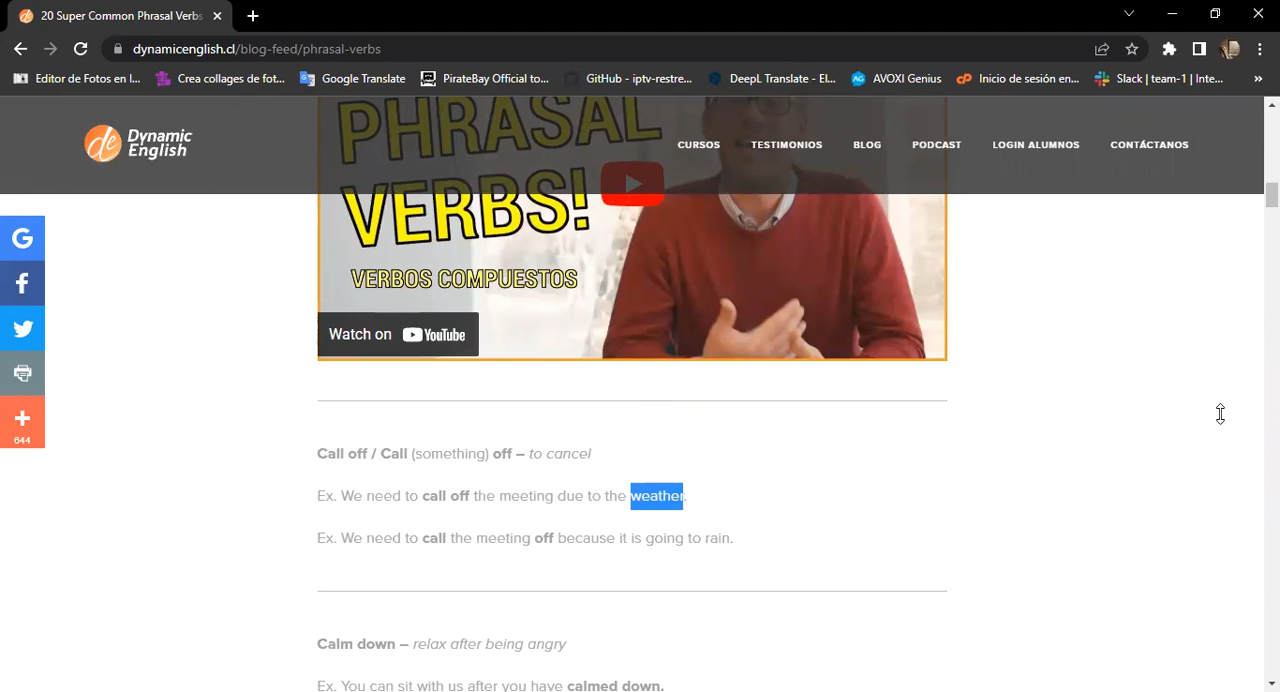 20 Super Common Phrasal Verbs
dynamicenglish.cl/blog-feed/phrasal-verbs
Editor de Fotos en l...
Crea collages de fot...
Google Translate
PirateBay Official to...
GitHub - iptv-restre...
DeepL Translate - El...
AVOXI Genius
Inicio de sesión en...
Slack | team-1 | Inte...
Dynamic English
CURSOS
TESTIMONIOS
BLOG
PODCAST
LOGIN ALUMNOS
CONTÁCTANOS
PHRASAL
VERBS!
VERBOS COMPUESTOS
Watch on YouTube
644
Call off / Call (something) off – to cancel
Ex. We need to call off the meeting due to the weather.
Ex. We need to call the meeting off because it is going to rain.
Calm down – relax after being angry
Ex. You can sit with us after you have calmed down.